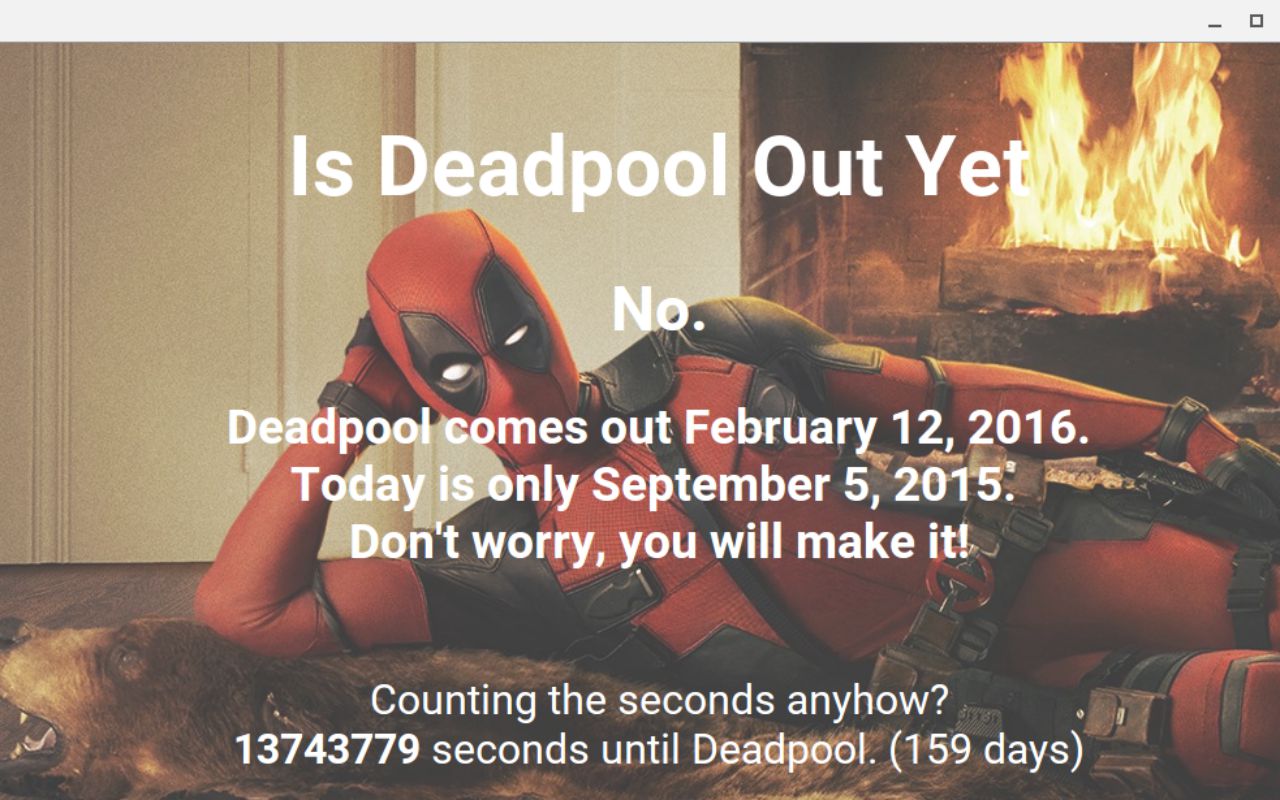 Is Deadpool Out Yet
No.
Deadpool comes out February 12, 2016.
Today is only September 5, 2015.
Don't worry, you will make it!
Counting the seconds anyhow?
13743779 seconds until Deadpool. (159 days)